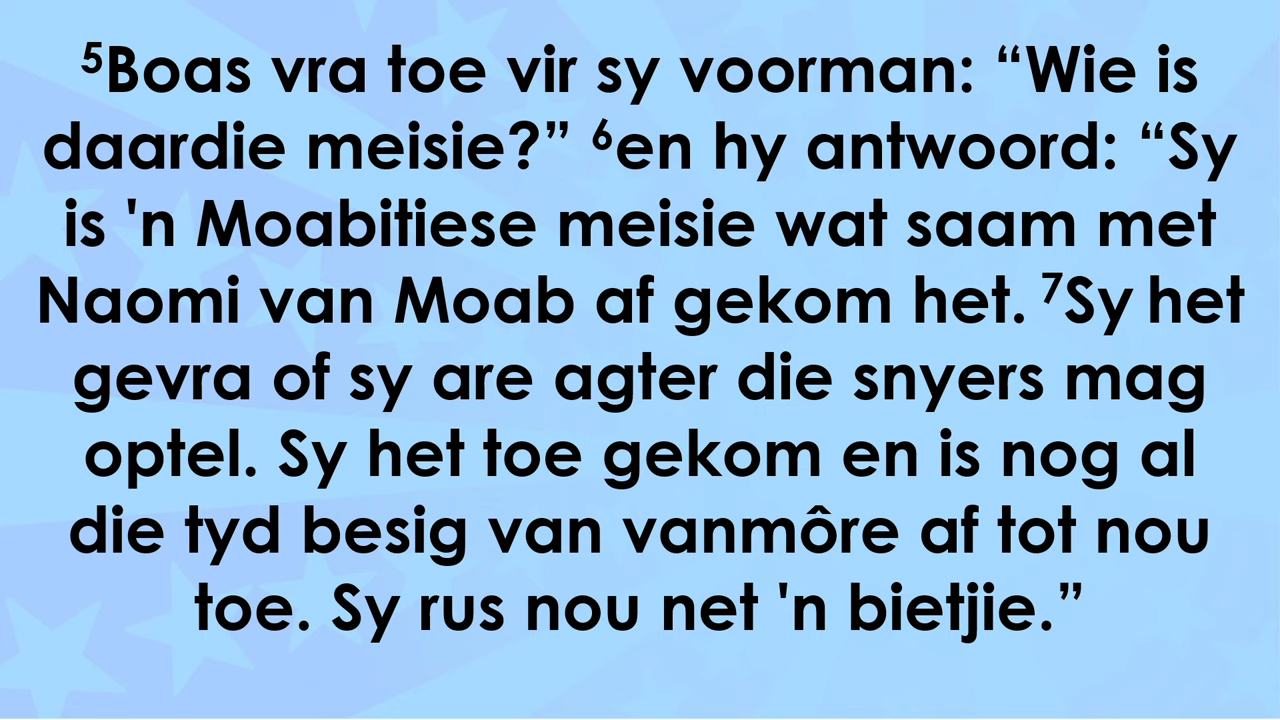 ⁵Boas vra toe vir sy voorman: “Wie is
daardie meisie?” ⁶en hy antwoord: “Sy
is 'n Moabitiese meisie wat saam met
Naomi van Moab af gekom het. ⁷Sy het
gevra of sy are agter die snyers mag
optel. Sy het toe gekom en is nog al
die tyd besig van vanmôre af tot nou
toe. Sy rus nou net 'n bietjie.”